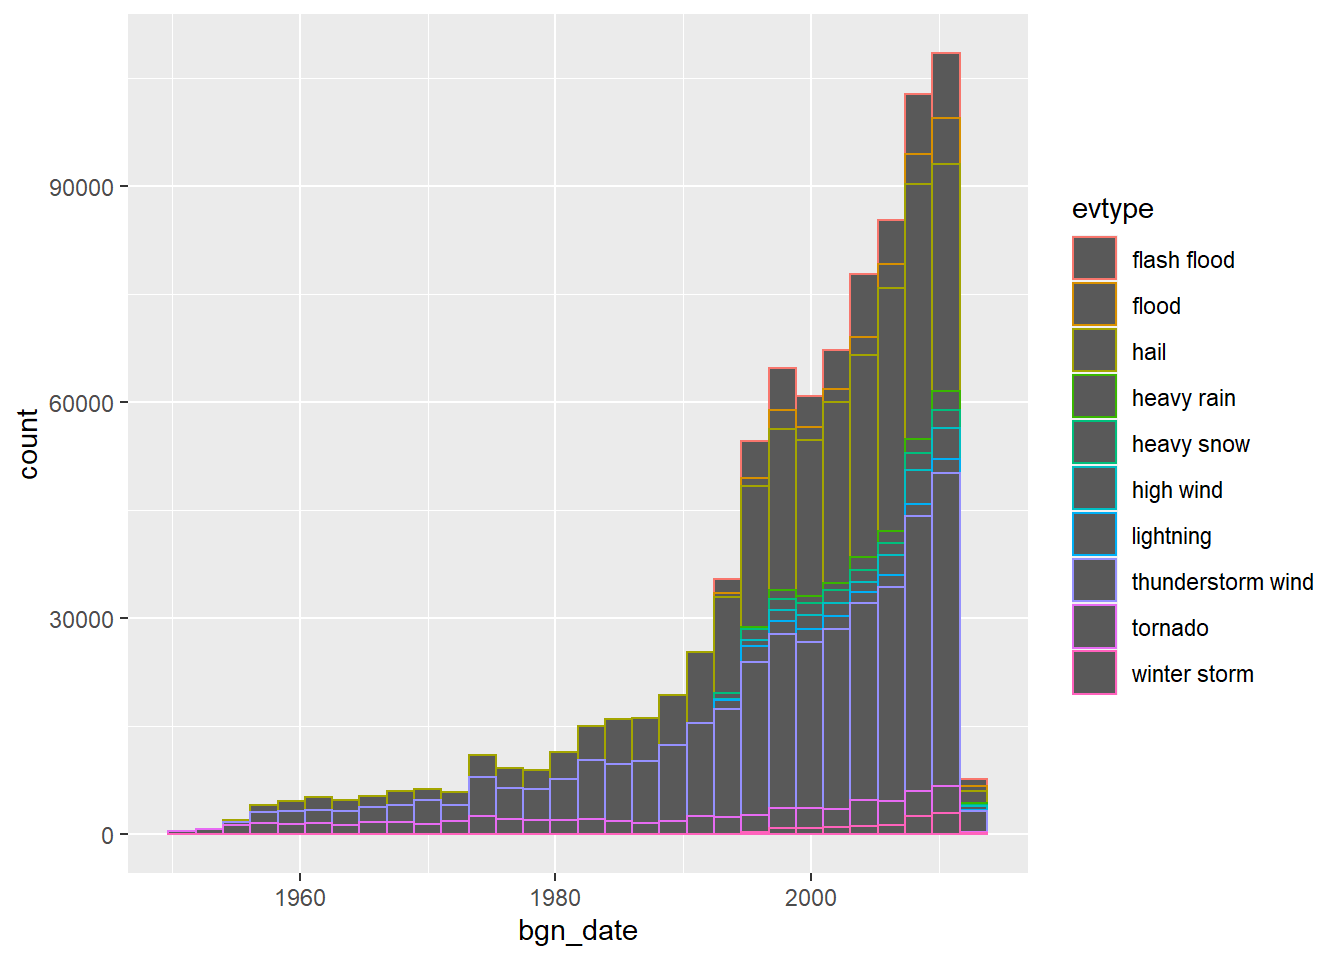 90000
60000
30000
0
count
1960
1980
2000
bgn_date
evtype
flash flood
flood
hail
heavy rain
heavy snow
high wind
lightning
thunderstorm wind
tornado
winter storm